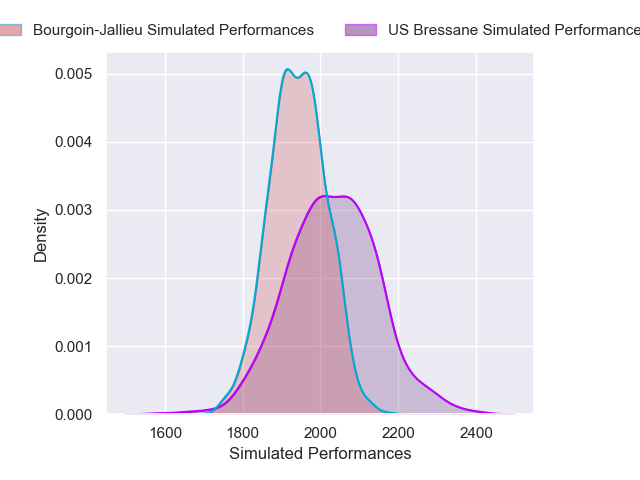 Bourgoin-Jallieu Simulated Performances
US Bressane Simulated Performance
0.005
0.004
0.003
0.002
0.001
0.000
Density
1600 1800 2000 2200 2400
Simulated Performances